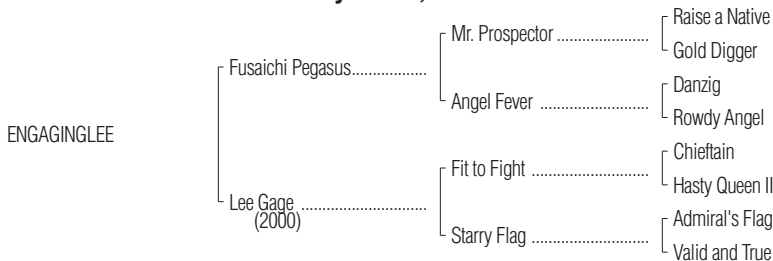 Raise a Native
Mr. Prospector ......................
Gold Digger
Fusaichi Pegasus..................
Danzig
Angel Fever ..........................
Rowdy Angel
ENGAGINGLEE
Chieftain
Fit to Fight ............................
Hasty Queen II
Lee Gage ..............................
(2000)
Admiral's Flag
Starry Flag ............................
Valid and True